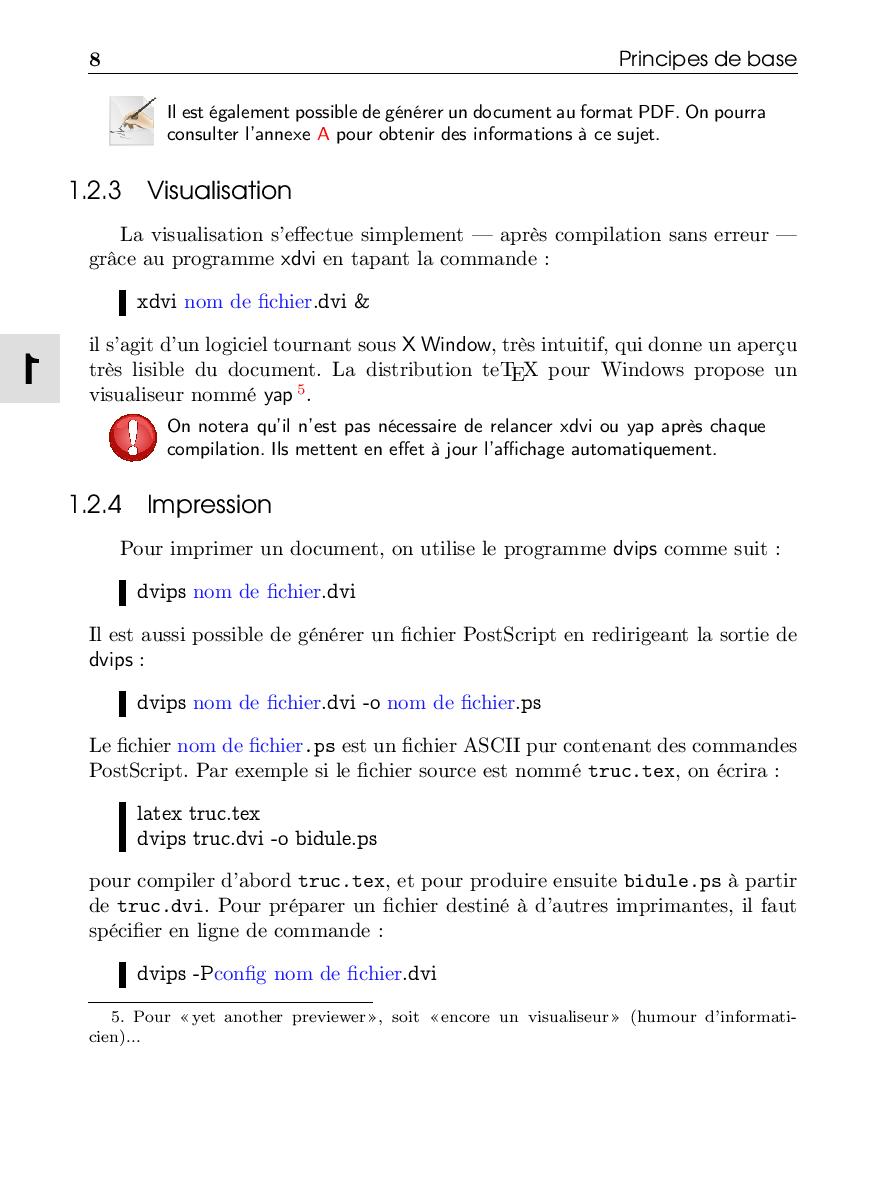 8 Principes de base
Il est également possible de générer un document au format PDF. On pourra
consulter l'annexe A pour obtenir des informations à ce sujet.
1.2.3 Visualisation
La visualisation s'effectue simplement — après compilation sans erreur —
grâce au programme xdvi en tapant la commande :
xdvi nom de fichier.dvi &
il s'agit d'un logiciel tournant sous X Window, très intuitif, qui donne un aperçu
très lisible du document. La distribution teTEX pour Windows propose un
visualiseur nommé yap 5.
1
On notera qu'il n'est pas nécessaire de relancer xdvi ou yap après chaque
compilation. Ils mettent en effet à jour l'affichage automatiquement.
1.2.4 Impression
Pour imprimer un document, on utilise le programme dvips comme suit :
dvips nom de fichier.dvi
Il est aussi possible de générer un fichier PostScript en redirigeant la sortie de
dvips :
dvips nom de fichier.dvi -o nom de fichier.ps
Le fichier nom de fichier.ps est un fichier ASCII pur contenant des commandes
PostScript. Par exemple si le fichier source est nommé truc.tex, on écrira :
latex truc.tex
dvips truc.dvi -o bidule.ps
pour compiler d'abord truc.tex, et pour produire ensuite bidule.ps à partir
de truc.dvi. Pour préparer un fichier destiné à d'autres imprimantes, il faut
spécifier en ligne de commande :
dvips -Pconfig nom de fichier.dvi
5. Pour «yet another previewer», soit «encore un visualiseur» (humour d'informati-
cien)...